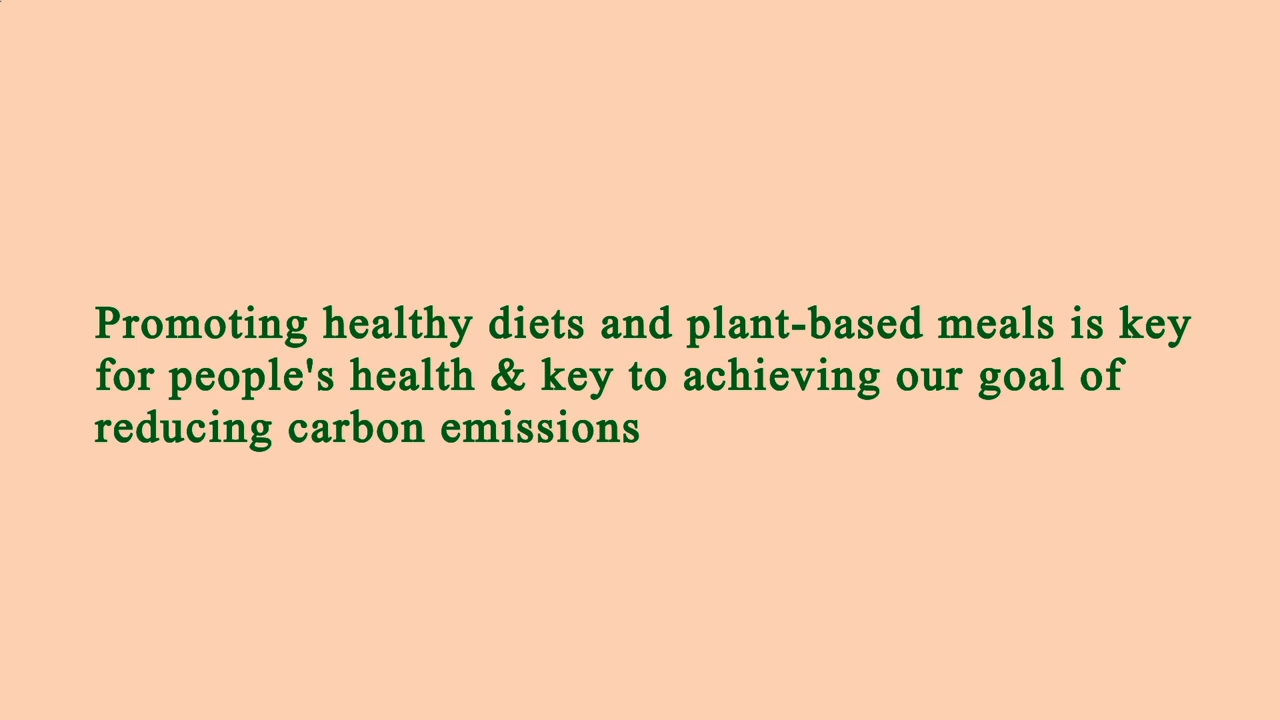 Promoting healthy diets and plant-based meals is key
for people's health & key to achieving our goal of
reducing carbon emissions